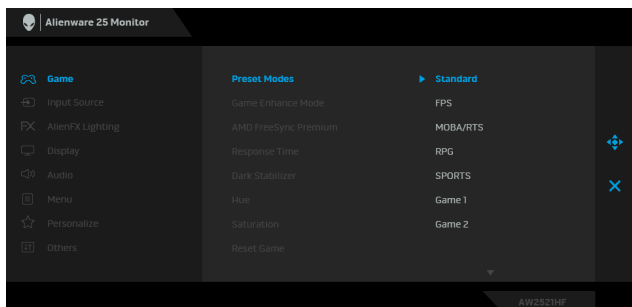 Alienware 25 Monitor
Game Preset Modes Standard
Input Source Game Enhance Mode FPS
FX AlienFX Lighting AMD FreeSync Premium MOBA/RTS
Display Response Time RPG
Audio Dark Stabilizer SPORTS
Menu Hue Game 1
Personalize Saturation Game 2
Others Reset Game
AW2521HF